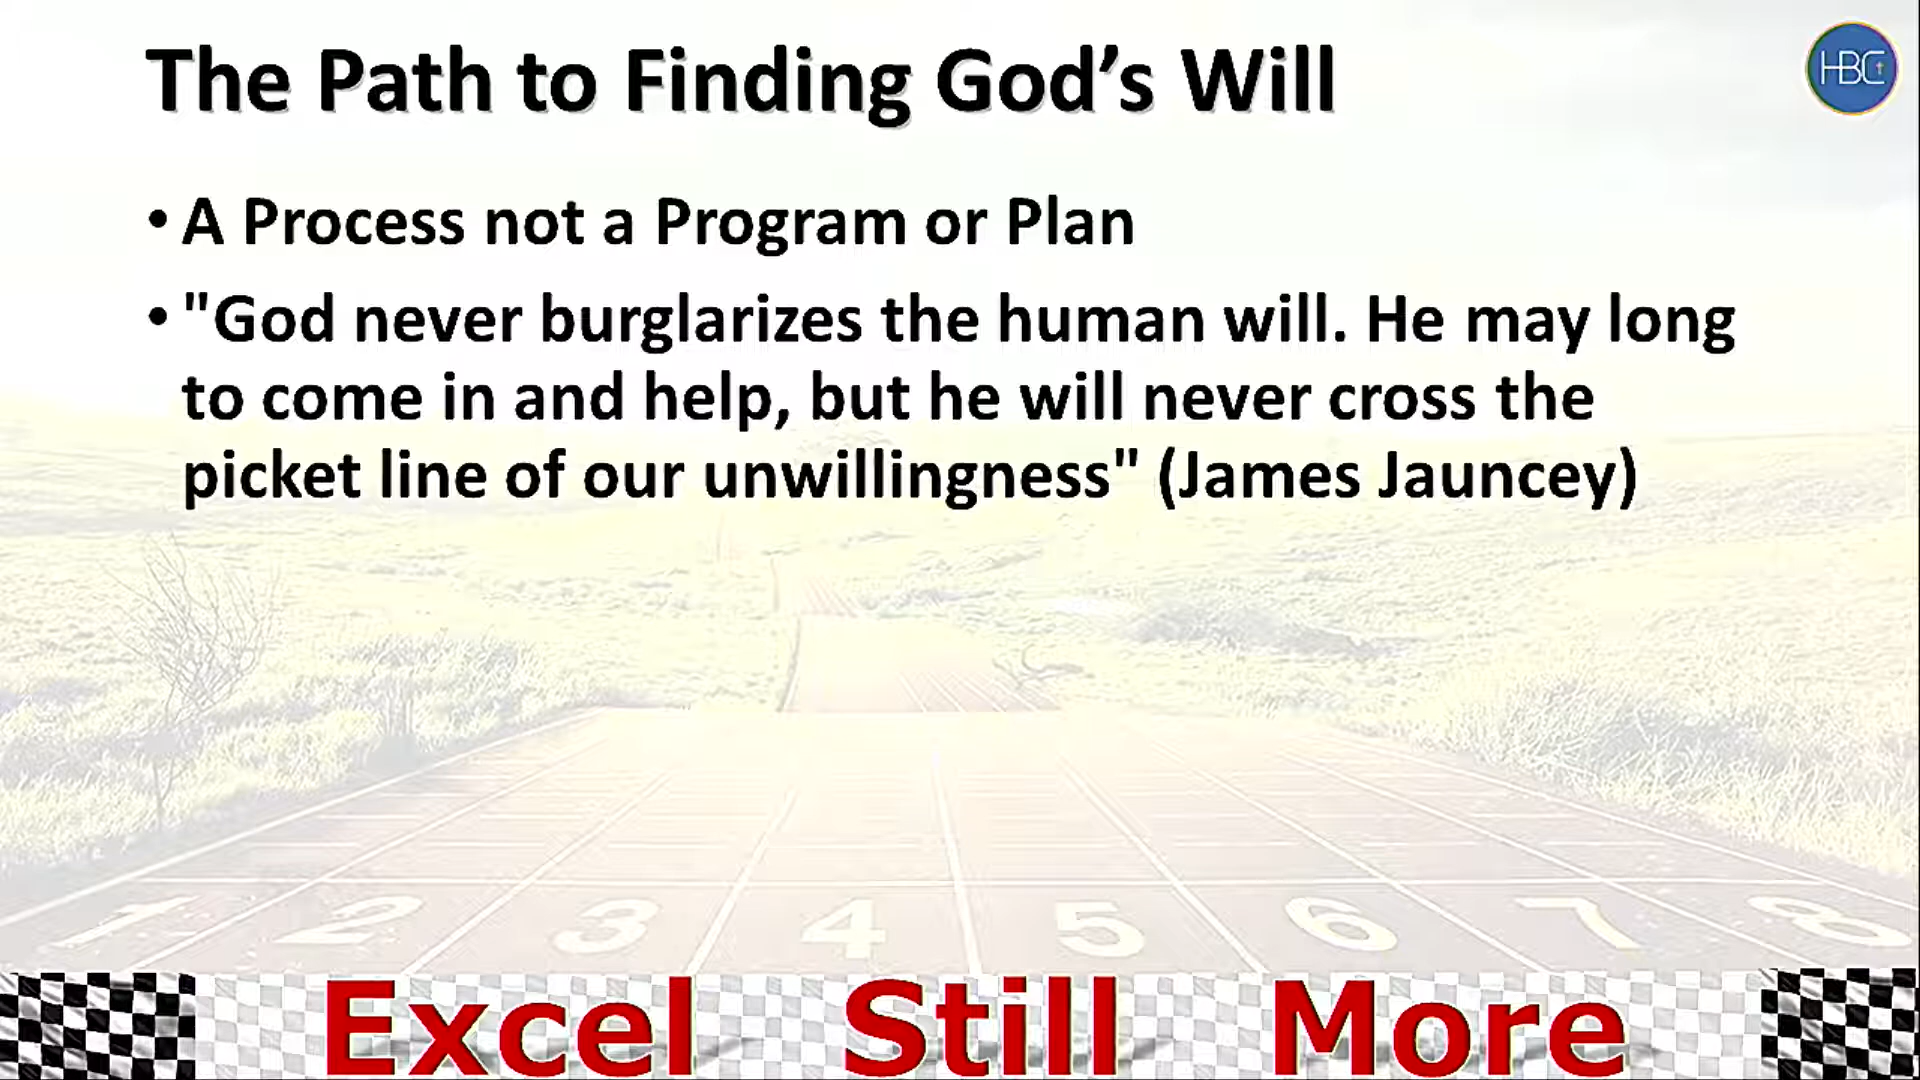 The Path to Finding God’s Will
HBC
• A Process not a Program or Plan
• "God never burglarizes the human will. He may long
to come in and help, but he will never cross the
picket line of our unwillingness" (James Jauncey)
1 2 3 4 5 6 7 8
Excel Still More